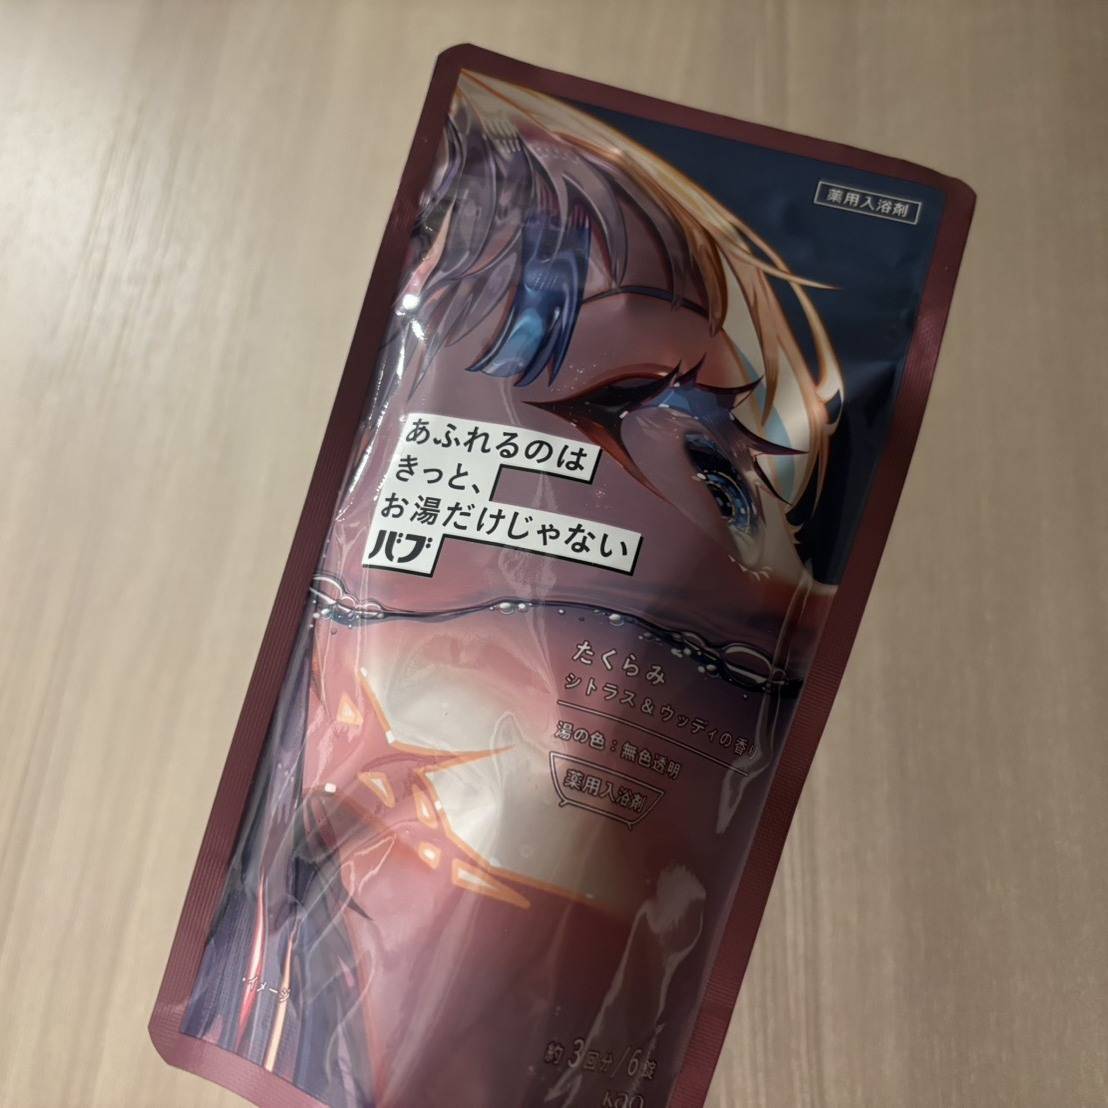 薬用入浴剤
あふれるのは
きっと、
お湯だけじゃない
バブ
たくらみ
シトラス&ウッディの香り
湯の色:無色透明
薬用入浴剤
・イメージ
約3回分/6錠
kao